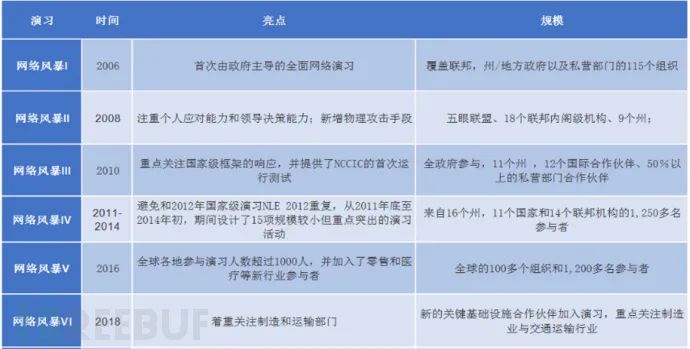 演习 时间 亮点 规模
网络风暴I 2006 首次由政府主导的全面网络演习 覆盖联邦，州/地方政府以及私营部门的115个组织
网络风暴II 2008 注重个人应对能力和领导决策能力；新增物理攻击手段 五眼联盟、18个联邦内阁级机构、9个州；
网络风暴III 2010 重点关注国家级框架的响应，并提供了NCCIC的首次运
行测试 全政府参与，11个州 ，12个国际合作伙伴、50%以
上的私营部门合作伙伴
网络风暴IV 2011-
2014 避免和2012年国家级演习NLE 2012重复，从2011年底至
2014年初，期间设计了15项规模较小但重点突出的演习
活动 来自16个州，11个国家和14个联邦机构的1,250多名
参与者
网络风暴V 2016 全球各地参与演习人数超过1000人，并加入了零售和医
疗等新行业参与者 全球的100多个组织和1,200多名参与者
网络风暴VI 2018 着重关注制造和运输部门 新的关键基础设施合作伙伴加入演习，重点关注制造
业与交通运输行业
FREEBUF